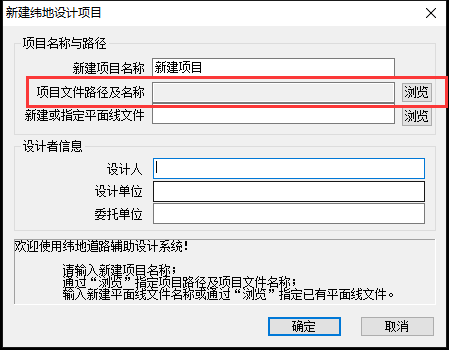 新建纬地设计项目
项目名称与路径
新建项目名称 新建项目
项目文件路径及名称 浏览
新建或指定平面线文件 浏览
设计者信息
设计人
设计单位
委托单位
欢迎使用纬地道路辅助设计系统!
请输入新建项目名称;
通过“浏览”指定项目路径及项目文件名称;
输入新建平面线文件名称或通过“浏览”指定已有平面线文件。
确定 取消